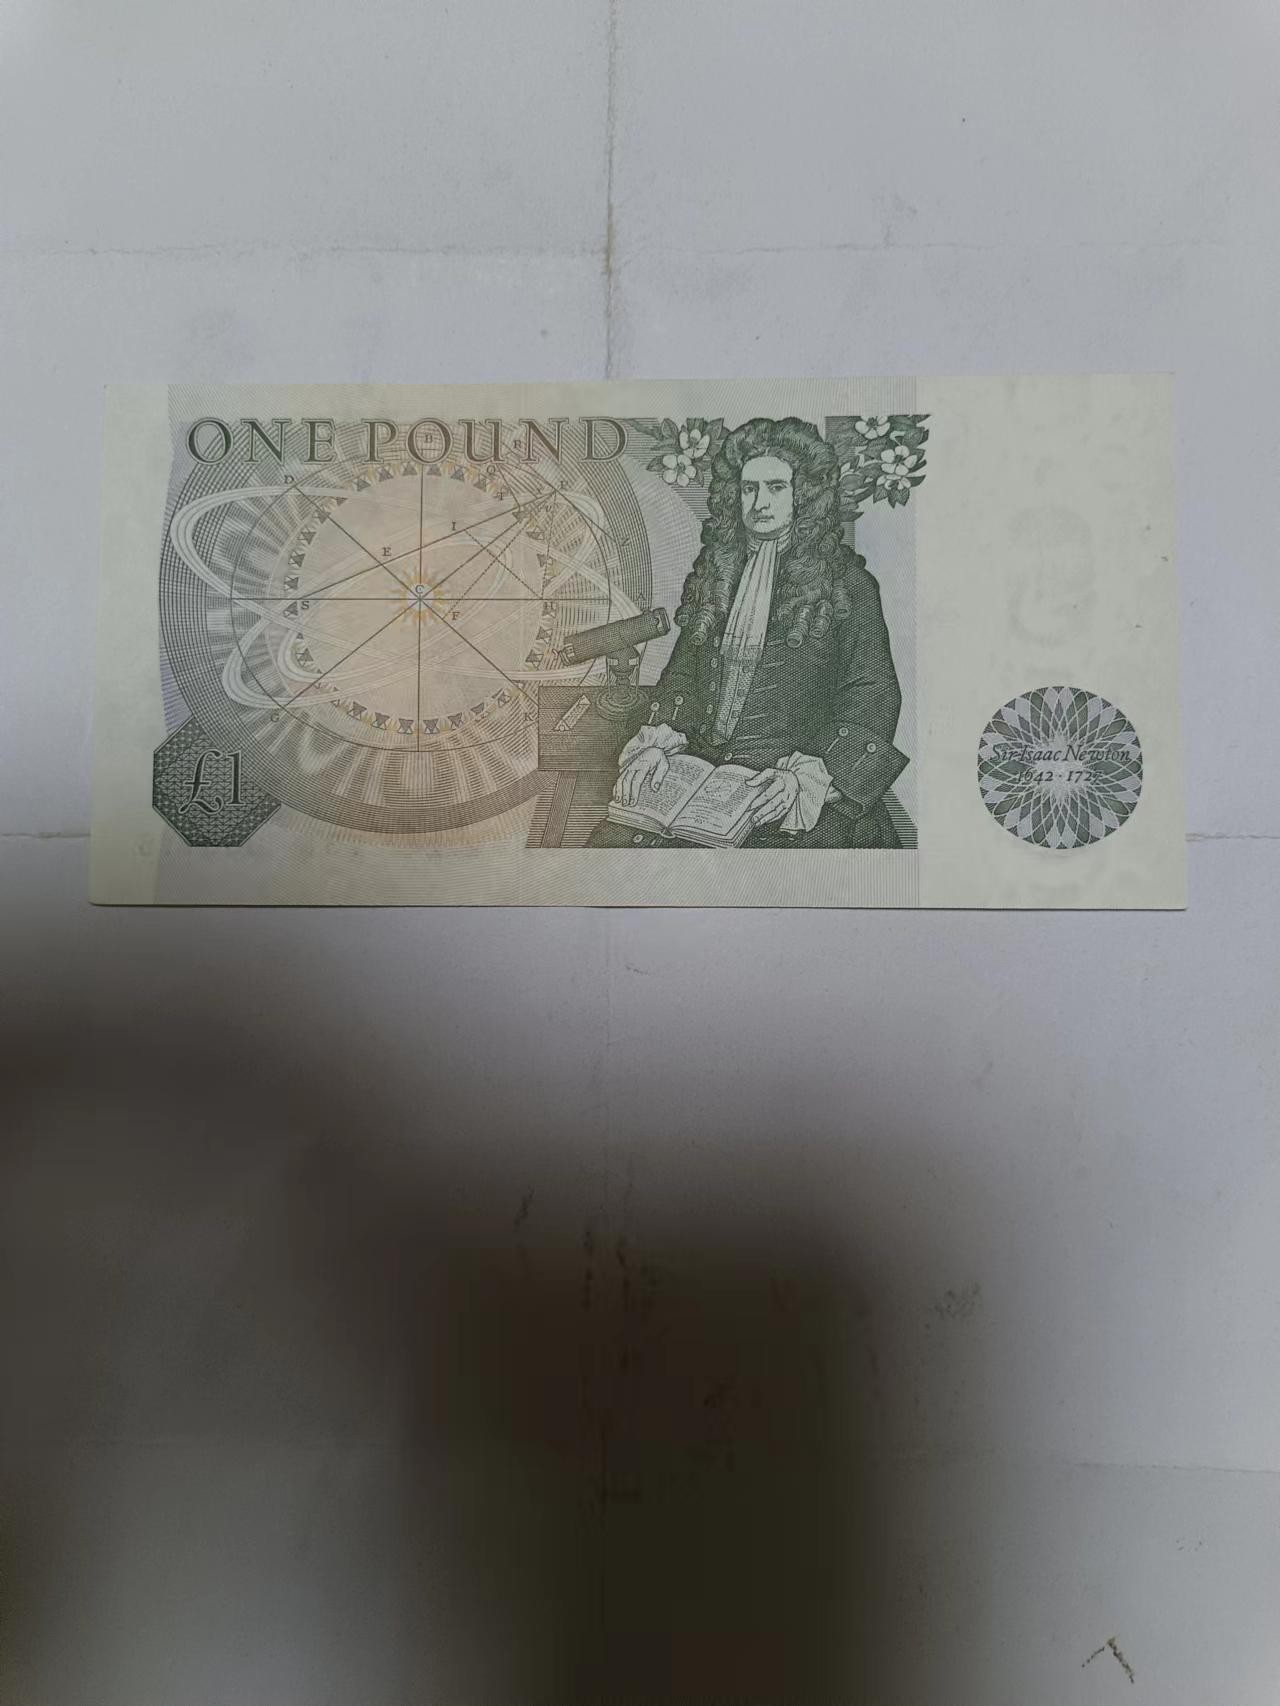 ONE POUND
B
R
D
Q
P
T
v
I
Z
E
C
S
H
A
F
G
K
£1
Sir Isaac Newton
1642 · 1727